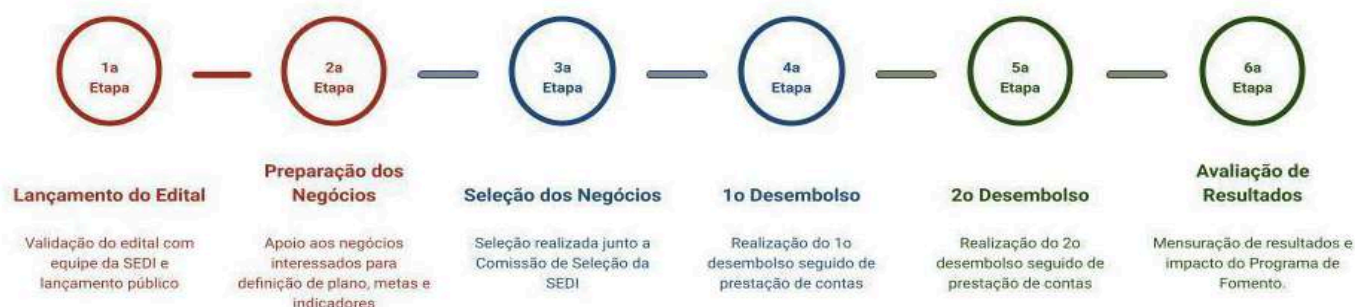 1a
Etapa
2a
Etapa
3a
Etapa
4a
Etapa
5a
Etapa
6a
Etapa
Lançamento do Edital
Validação do edital com
equipe da SEDI e
lançamento público
Preparação dos
Negócios
Apoio aos negócios
interessados para
definição de plano, metas e
indicadores
Seleção dos Negócios
Seleção realizada junto a
Comissão de Seleção da
SEDI
1o Desembolso
Realização do 1o
desembolso seguido de
prestação de contas
2o Desembolso
Realização do 2o
desembolso seguido de
prestação de contas
Avaliação de
Resultados
Mensuração de resultados e
impacto do Programa de
Fomento.